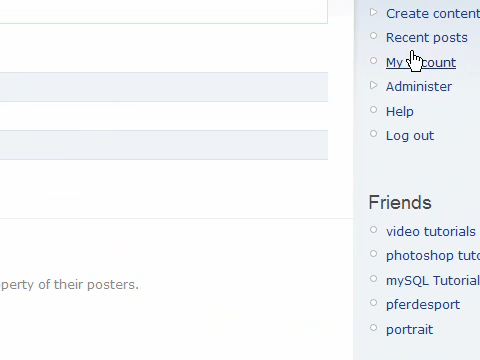 Create content
Recent posts
My account
Administer
Help
Log out
Friends
video tutorials
photoshop tuto
mySQL Tutorial
pferdesport
portrait
perty of their posters.